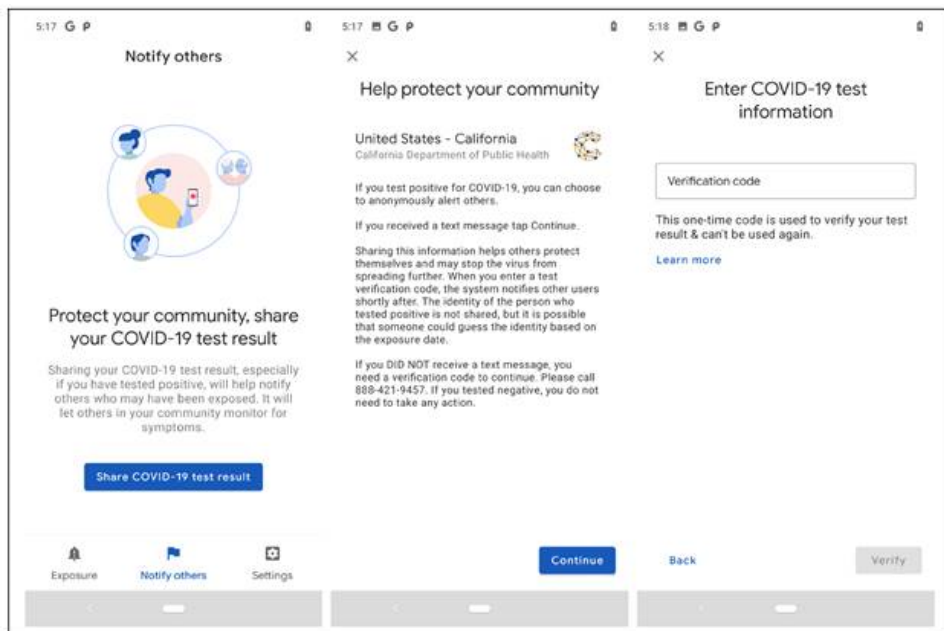 5:17 G
Notify others
Protect your community, share
your COVID-19 test result
Sharing your COVID-19 test result, especially
if you have tested positive, will help notify
others who may have been exposed. It will
let others in your community monitor for
symptoms.
Share COVID-19 test result
Exposure
Notify others
Settings
5:17 G
Help protect your community
United States - California
California Department of Public Health
If you test positive for COVID-19, you can choose
to anonymously alert others.
If you received a text message tap Continue.
Sharing this information helps others protect
themselves and may stop the virus from
spreading further. When you enter a test
verification code, the system notifies other users
shortly after. The identity of the person who
tested positive is not shared, but it is possible
that someone could guess the identity based on
the exposure date.
If you DID NOT receive a text message, you
need a verification code to continue. Please call
888-421-9457. If you tested negative, you do not
need to take any action.
Continue
5:18 G
Enter COVID-19 test
information
Verification code
This one-time code is used to verify your test
result & can't be used again.
Learn more
Back
Verify